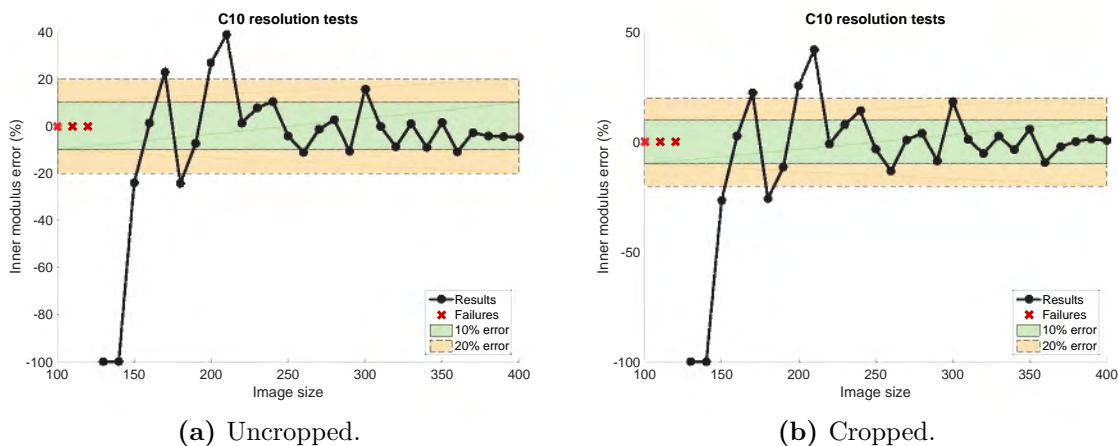 C10 resolution tests
40
20
0
-20
-40
-60
-80
-100
Inner modulus error (%)
100 150 200 250 300 350 400
Image size
Results
Failures
10% error
20% error
(a) Uncropped.
C10 resolution tests
50
0
-50
-100
Inner modulus error (%)
100 150 200 250 300 350 400
Image size
Results
Failures
10% error
20% error
(b) Cropped.